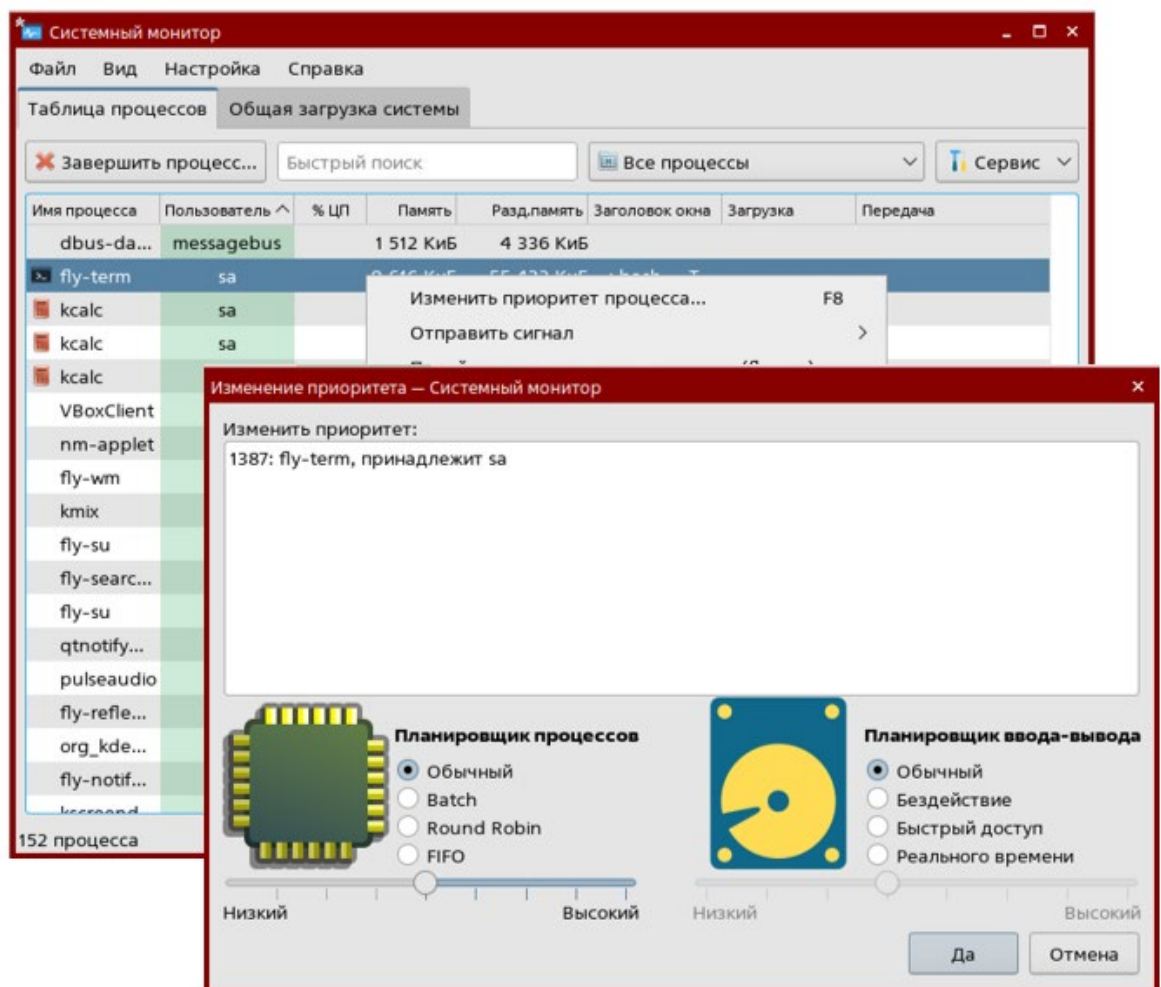 Системный монитор
Файл Вид Настройка Справка
Таблица процессов Общая загрузка системы
Завершить процесс... Быстрый поиск Все процессы Сервис
Имя процесса Пользователь % ЦП Память Разд.память Заголовок окна Загрузка Передача
dbus-da... messagebus 1 512 КиБ 4 336 КиБ
fly-term sa
kcalc sa
Изменить приоритет процесса... F8
kcalc sa
Отправить сигнал
kcalc
VBoxClient
nm-applet
fly-wm
kmix
fly-su
fly-searc...
fly-su
qtnotify...
pulseaudio
fly-refle...
org_kde...
fly-notif...
152 процесса
Изменение приоритета — Системный монитор
Изменить приоритет:
1387: fly-term, принадлежит sa
Планировщик процессов
Обычный
Batch
Round Robin
FIFO
Низкий Высокий
Планировщик ввода-вывода
Обычный
Бездействие
Быстрый доступ
Реального времени
Низкий Высокий
Да Отмена